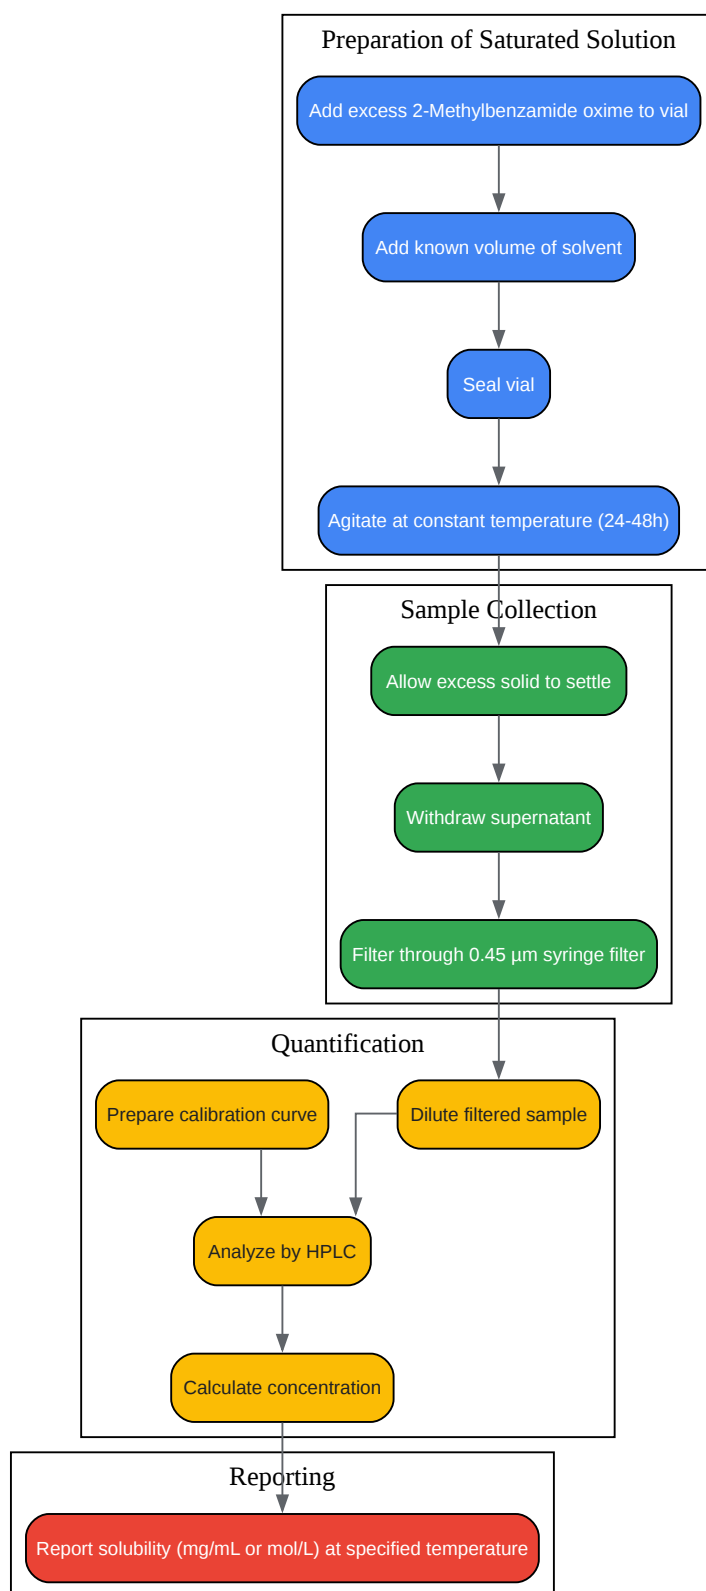 Preparation of Saturated Solution
Add excess 2-Methylbenzamide oxime to vial
Add known volume of solvent
Seal vial
Agitate at constant temperature (24-48h)
Sample Collection
Allow excess solid to settle
Withdraw supernatant
Filter through 0.45 µm syringe filter
Quantification
Prepare calibration curve
Dilute filtered sample
Analyze by HPLC
Calculate concentration
Reporting
Report solubility (mg/mL or mol/L) at specified temperature